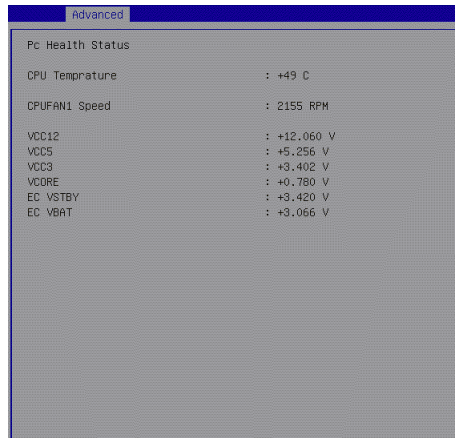 Advanced
Pc Health Status
CPU Temprature : +49 C
CPUFAN1 Speed : 2155 RPM
VCC12 : +12.060 V
VCC5 : +5.256 V
VCC3 : +3.402 V
VCORE : +0.780 V
EC VSTBY : +3.420 V
EC VBAT : +3.066 V